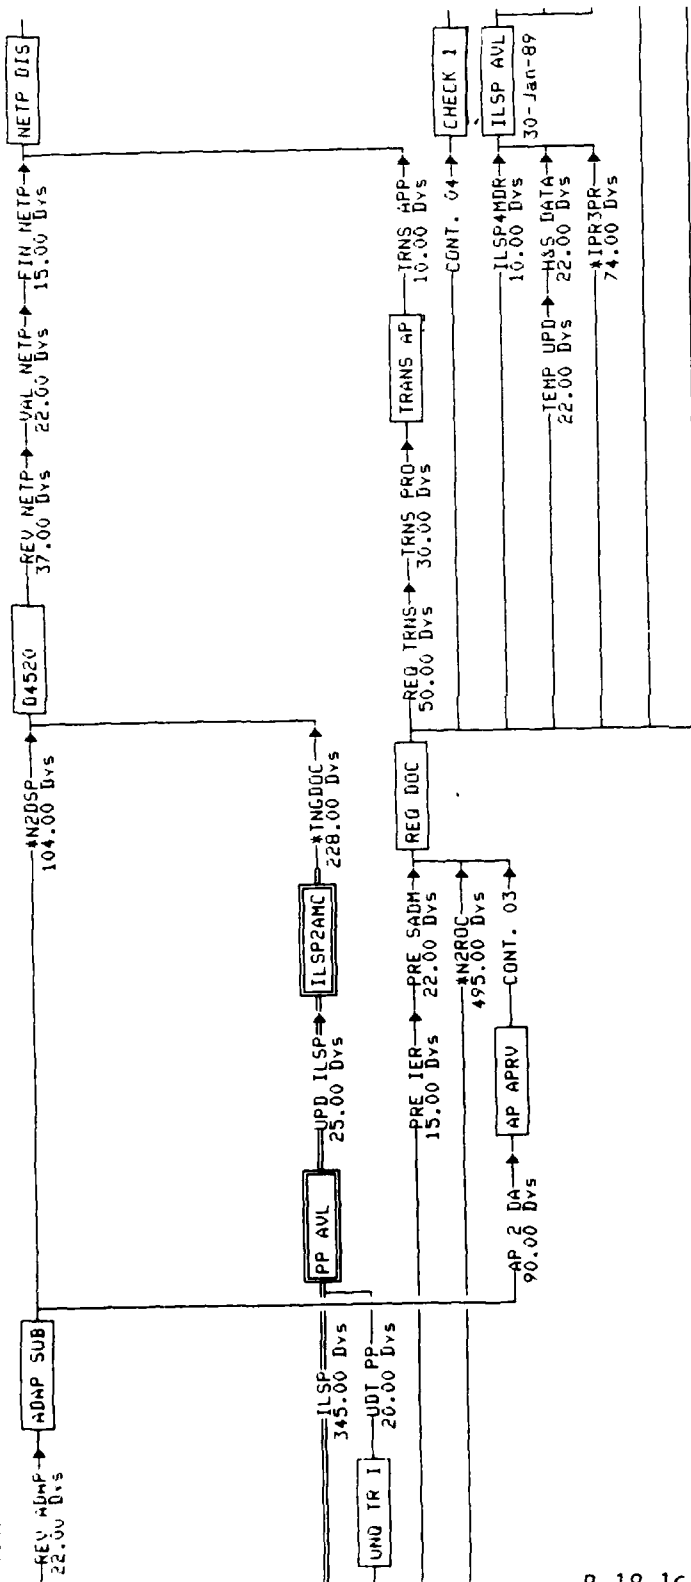 REV ADAP
22.00 Dys
ADAP SUB
*N2DSP
104.00 Dys
D4520
REV NETP
37.00 Dys
VAL NETP
22.00 Dys
FIN NETP
15.00 Dys
NETP DIS
ILSP
345.00 Dys
PP AVL
UPD ILSP
25.00 Dys
ILSP2AMC
*TNGDOC
228.00 Dys
UNQ TR I
UDT PP
20.00 Dys
PRE IER
15.00 Dys
PRE SADM
22.00 Dys
REQ DOC
REQ TRNS
50.00 Dys
TRNS PRO
30.00 Dys
TRANS AP
TRNS APP
10.00 Dys
*N2ROC
495.00 Dys
CONT. 04
CHECK 1
AP 2 DA
90.00 Dys
AP APRV
CONT. 03
ILSP4MDR
10.00 Dys
ILSP AVL
30-Jan-89
TEMP UPD
22.00 Dys
H&S DATA
22.00 Dys
*IPR3PR
74.00 Dys